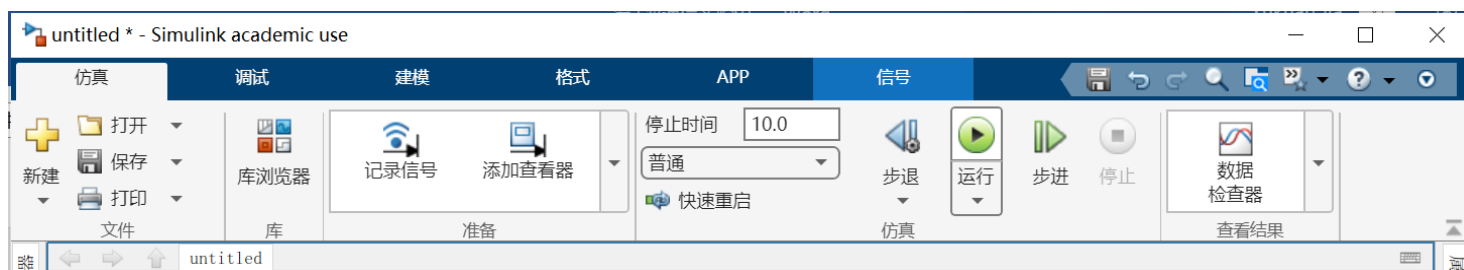 untitled * - Simulink academic use
仿真 调试 建模 格式 APP 信号
新建
打开
保存
打印
文件
库浏览器
库
记录信号
添加查看器
准备
停止时间 10.0
普通
快速重启
步退
运行
步进
停止
仿真
数据
检查器
查看结果
untitled